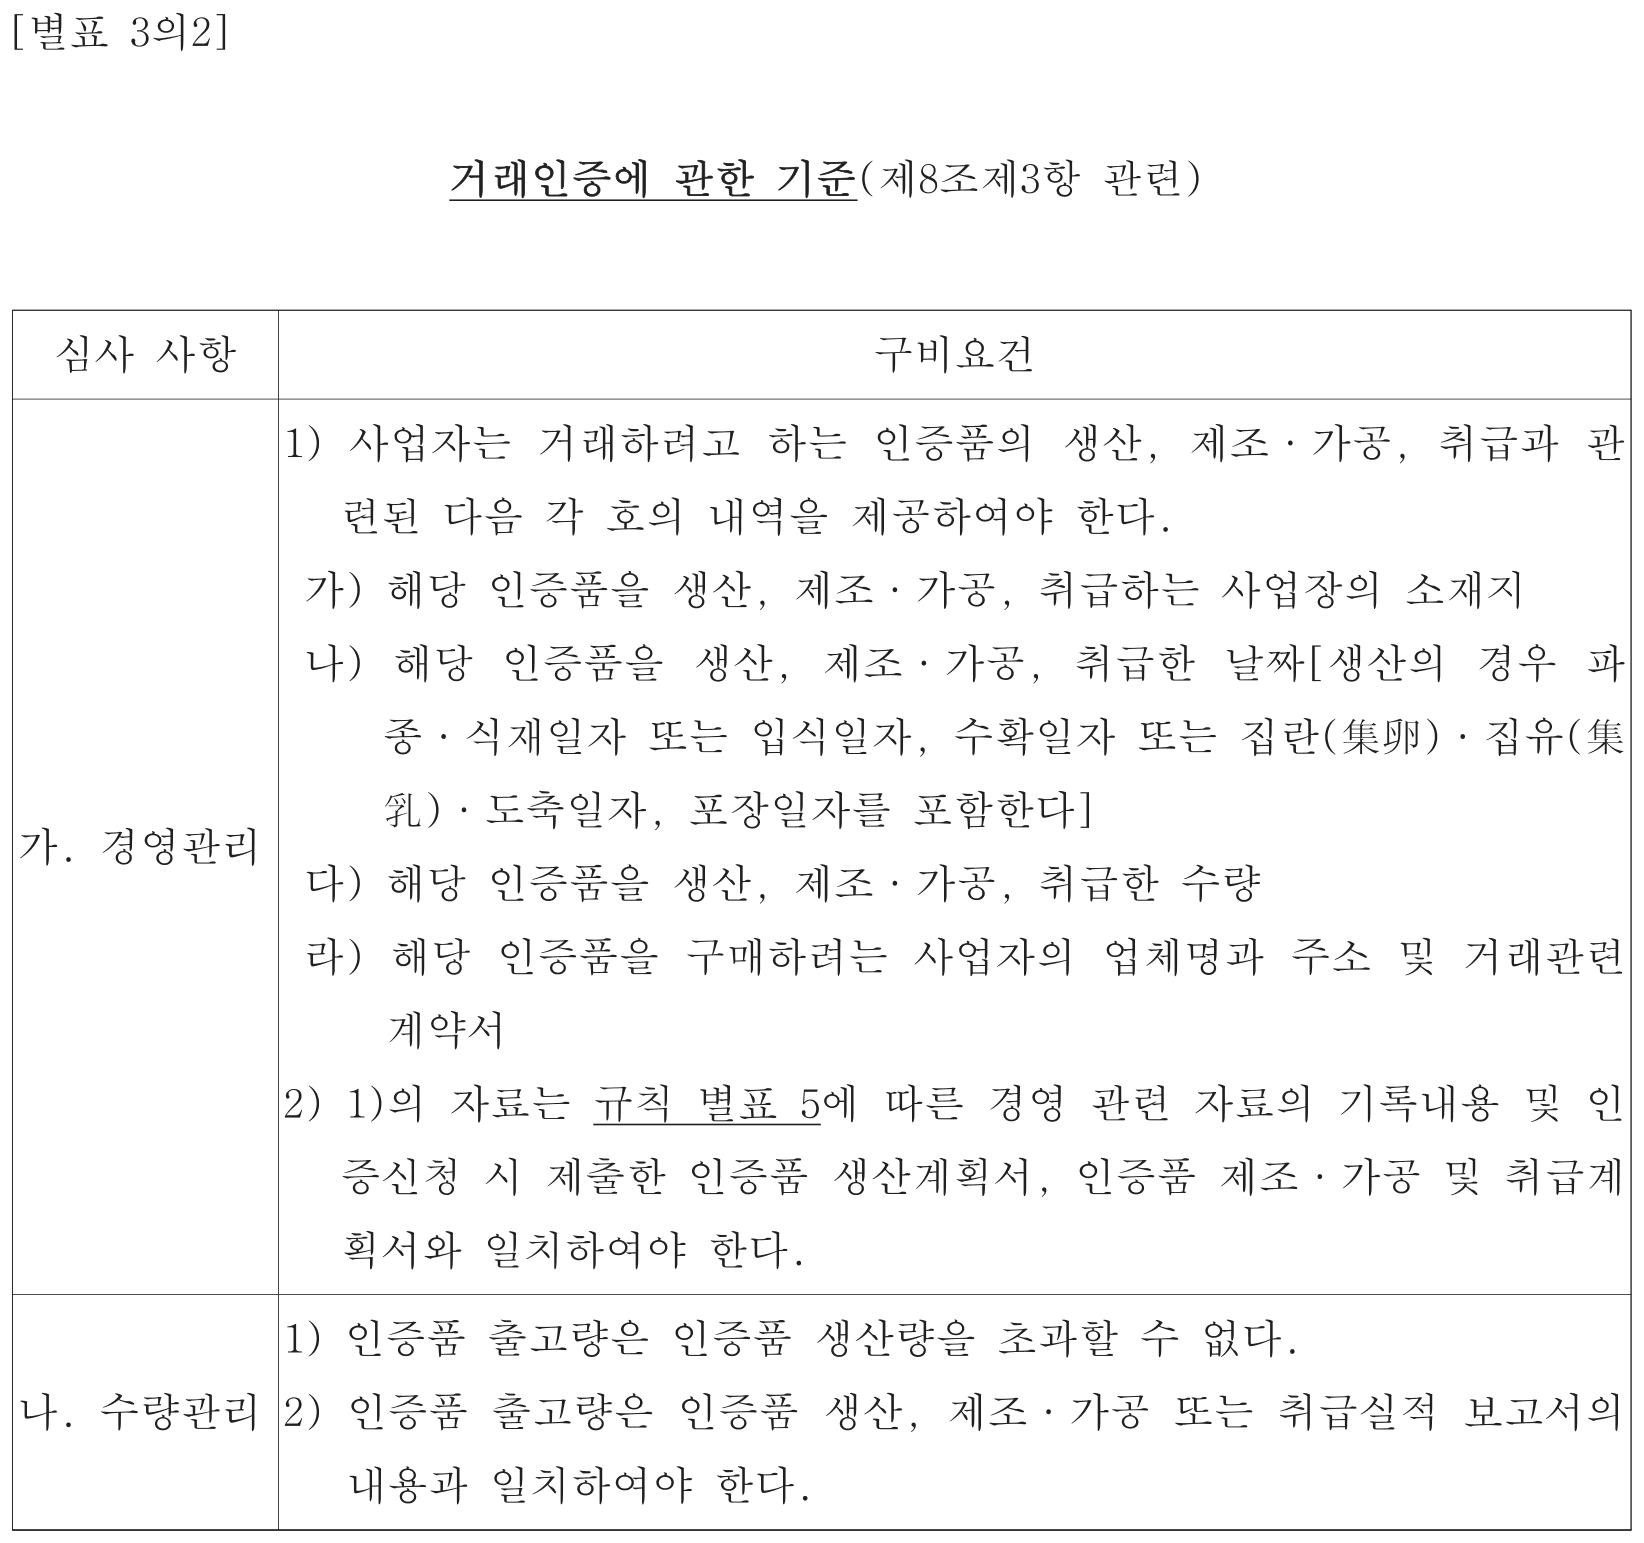 [별표 3의2]
거래인증에 관한 기준(제8조제3항 관련)
심사 사항
구비요건
가. 경영관리
1) 사업자는 거래하려고 하는 인증품의 생산, 제조·가공, 취급과 관
련된 다음 각 호의 내역을 제공하여야 한다.
가) 해당 인증품을 생산, 제조·가공, 취급하는 사업장의 소재지
나) 해당 인증품을 생산, 제조·가공, 취급한 날짜[생산의 경우 파
종·식재일자 또는 입식일자, 수확일자 또는 집란(集卵)·집유(集
乳)·도축일자, 포장일자를 포함한다]
다) 해당 인증품을 생산, 제조·가공, 취급한 수량
라) 해당 인증품을 구매하려는 사업자의 업체명과 주소 및 거래관련
계약서
2) 1)의 자료는 규칙 별표 5에 따른 경영 관련 자료의 기록내용 및 인
증신청 시 제출한 인증품 생산계획서, 인증품 제조·가공 및 취급계
획서와 일치하여야 한다.
나. 수량관리
1) 인증품 출고량은 인증품 생산량을 초과할 수 없다.
2) 인증품 출고량은 인증품 생산, 제조·가공 또는 취급실적 보고서의
내용과 일치하여야 한다.